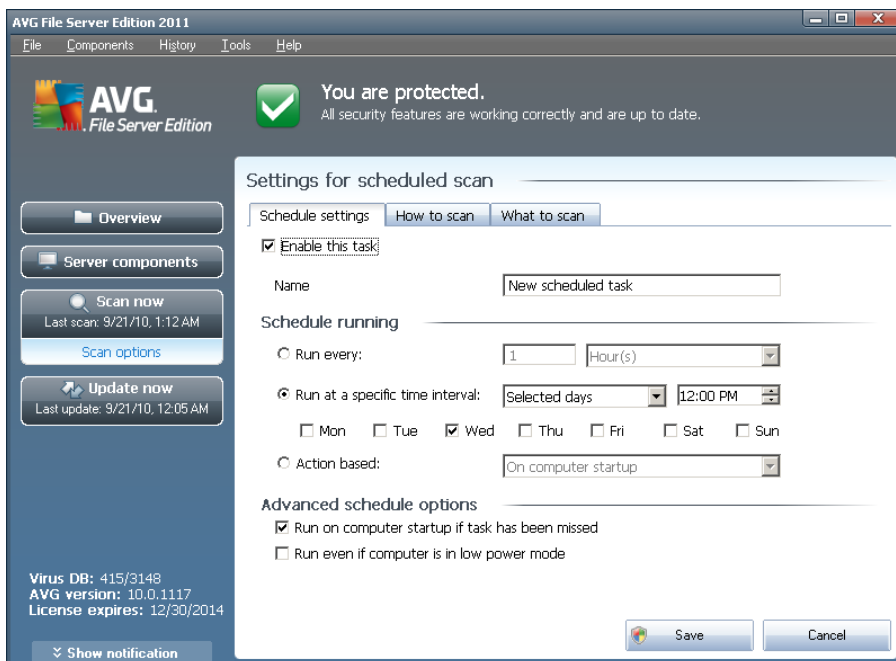 AVG File Server Edition 2011
File Components History Tools Help
AVG.
File Server Edition
You are protected.
All security features are working correctly and are up to date.
Overview
Server components
Scan now
Last scan: 9/21/10, 1:12 AM
Scan options
Update now
Last update: 9/21/10, 12:05 AM
Virus DB: 415/3148
AVG version: 10.0.1117
License expires: 12/30/2014
Show notification
Settings for scheduled scan
Schedule settings How to scan What to scan
Enable this task
Name New scheduled task
Schedule running
Run every: 1 Hour(s)
Run at a specific time interval: Selected days 12:00 PM
Mon Tue Wed Thu Fri Sat Sun
Action based: On computer startup
Advanced schedule options
Run on computer startup if task has been missed
Run even if computer is in low power mode
Save Cancel